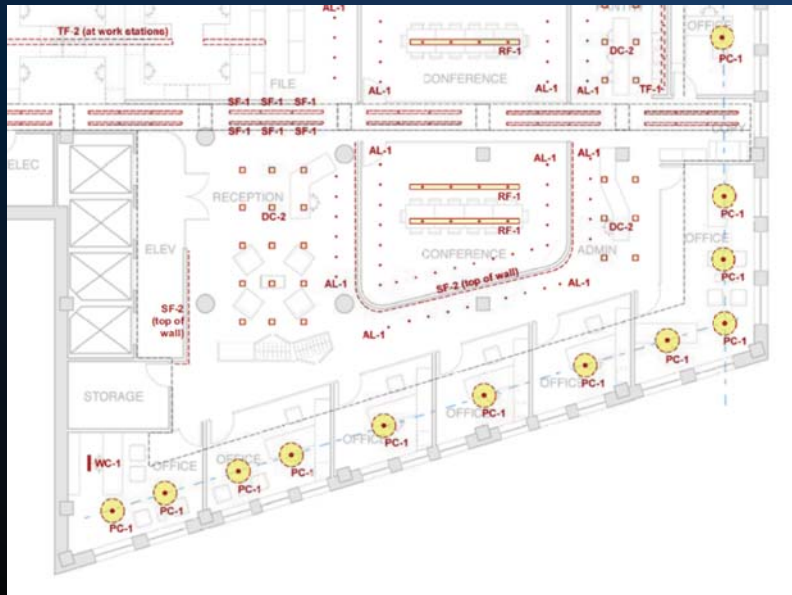 AL-1
TF-2 (at work stations)
OFFICE
RF-1
DC-2
PC-1
FILE
CONFERENCE
AL-1
AL-1
AL-1
TF-1
SF-1 SF-1 SF-1
SF-1 SF-1 SF-1
COPY
ELEC
AL-1
AL-1
AL-1
RECEPTION
RF-1
PC-1
DC-2
RF-1
DC-2
ELEV
CONFERENCE
ADMIN
OFFICE
PC-1
SF-2 (top of wall)
AL-1
AL-1
SF-2
(top of
wall)
AL-1
PC-1
PC-1
PC-1
STORAGE
OFFICE
PC-1
OFFICE
OFFICE
PC-1
WC-1
OFFICE
OFFICE
PC-1
PC-1
PC-1
PC-1